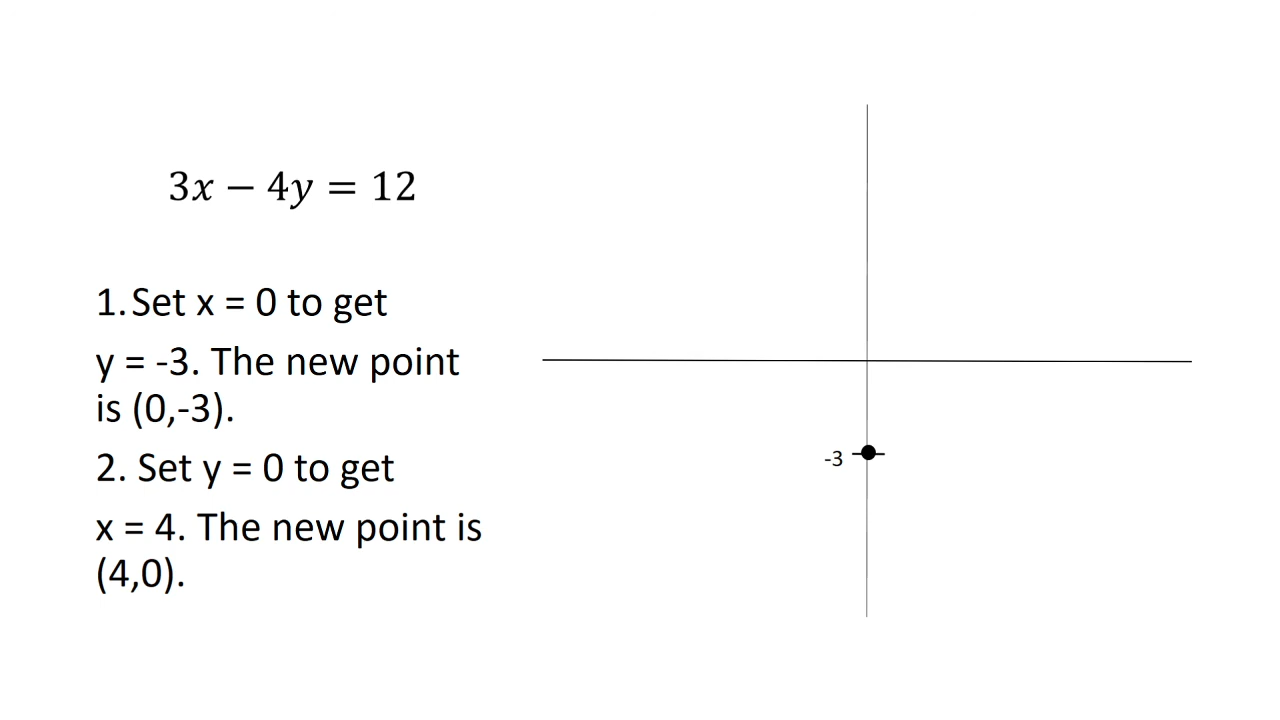 3x − 4y = 12
1. Set x = 0 to get
y = -3. The new point
is (0,-3).
2. Set y = 0 to get
x = 4. The new point is
(4,0).
-3